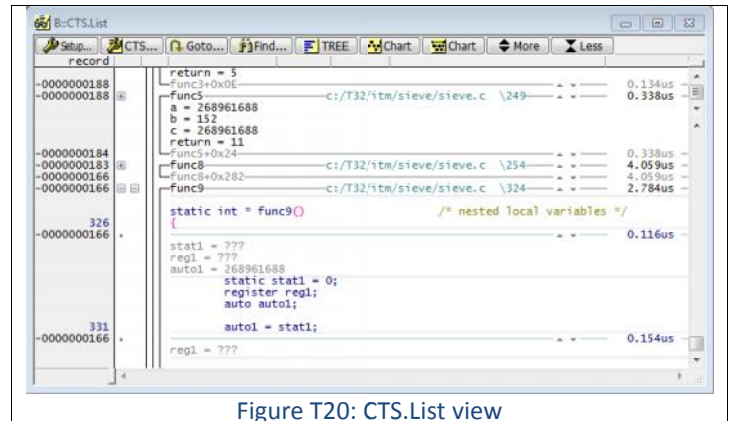 B::CTS.List
Setup... CTS... Goto... Find... TREE Chart Chart More Less
record
return = 5
-0000000188 func3+0x0E 0.134us
-0000000188 func5 c:/T32/itm/sieve/sieve.c \249 0.338us
a = 268961688
b = 152
c = 268961688
return = 11
-0000000184 func5+0x24 0.338us
-0000000183 func8 c:/T32/itm/sieve/sieve.c \254 4.059us
-0000000166 func8+0x282 4.059us
-0000000166 func9 c:/T32/itm/sieve/sieve.c \324 2.784us
static int * func9() /* nested local variables */
326 {
-0000000166 0.116us
stat1 = ???
reg1 = ???
auto1 = 268961688
static stat1 = 0;
register reg1;
auto auto1;
331 auto1 = stat1;
-0000000166 0.154us
reg1 = ???
Figure T20: CTS.List view